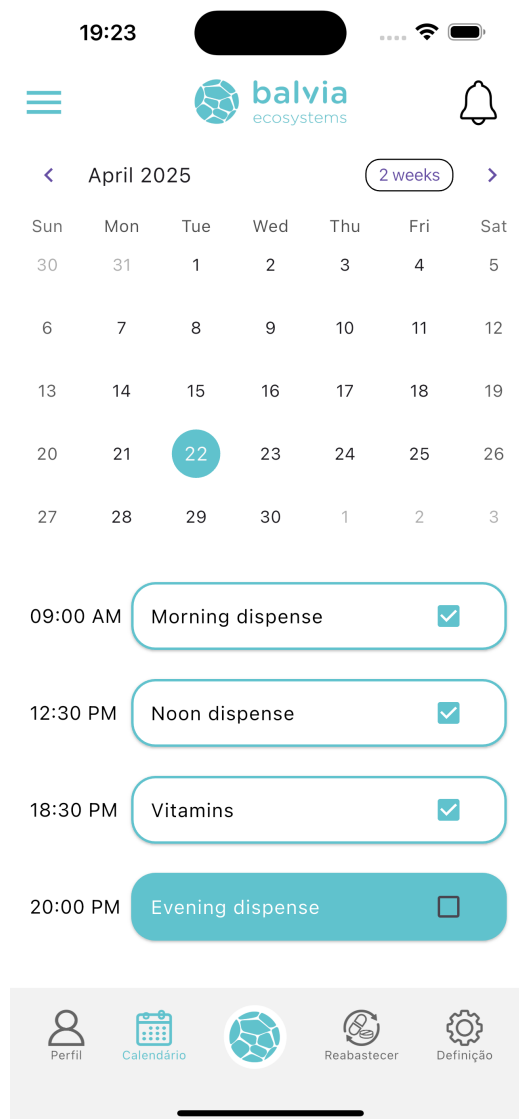 19:23
balvia
ecosystems
April 2025 2 weeks
Sun Mon Tue Wed Thu Fri Sat
30 31 1 2 3 4 5
6 7 8 9 10 11 12
13 14 15 16 17 18 19
20 21 22 23 24 25 26
27 28 29 30 1 2 3
09:00 AM Morning dispense
12:30 PM Noon dispense
18:30 PM Vitamins
20:00 PM Evening dispense
Perfil Calendário Reabastecer Definição